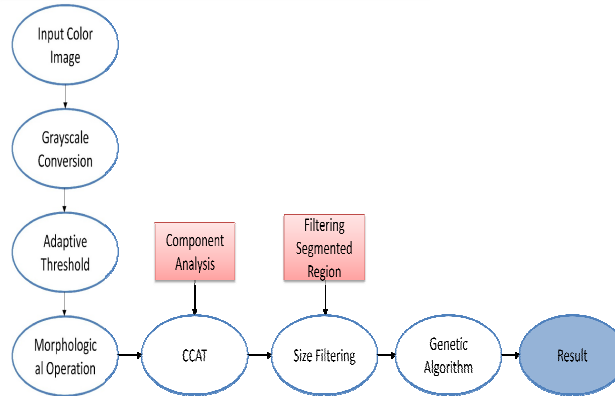 Input Color
Image
Grayscale
Conversion
Adaptive
Threshold
Component
Analysis
Filtering
Segmented
Region
Morphologic
al Operation
CCAT
Size Filtering
Genetic
Algorithm
Result